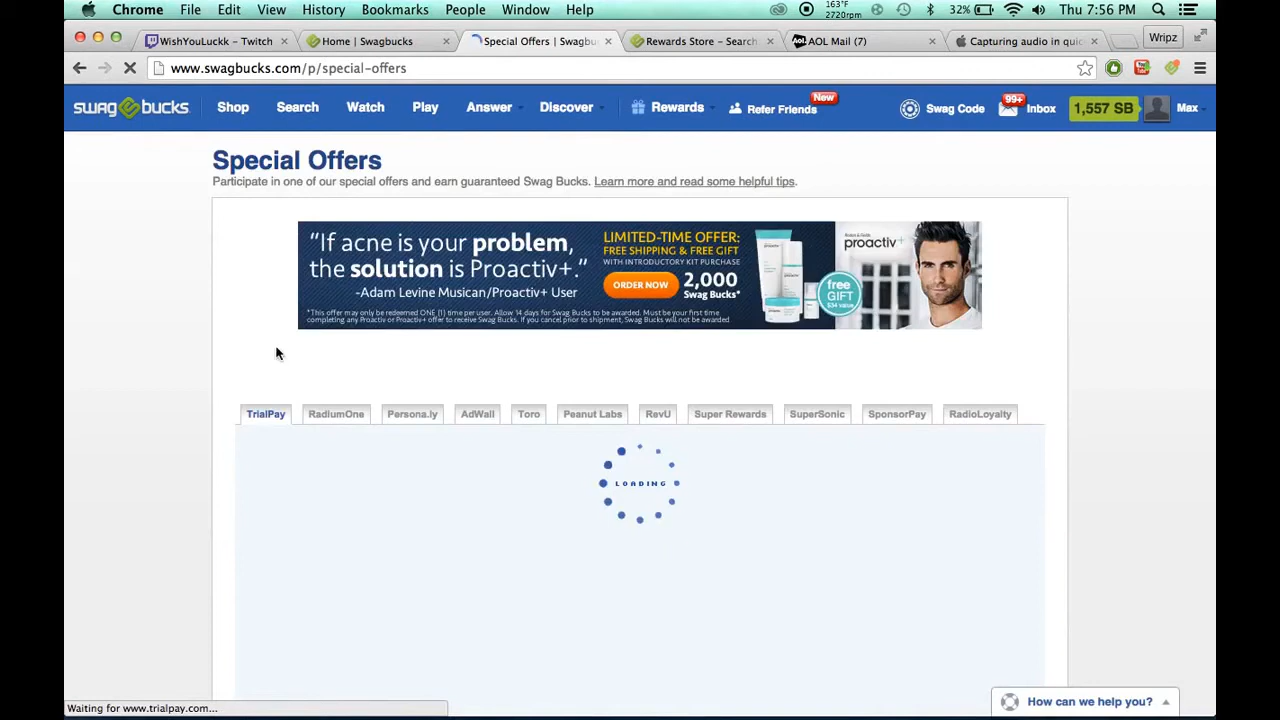 Chrome File Edit View History Bookmarks People Window Help 163°F 2720rpm 32% Thu 7:56 PM
WishYouLuckk - Twitch Home | Swagbucks Special Offers | Swagbu Rewards Store - Search AOL Mail (7) Capturing audio in quic Wripz
www.swagbucks.com/p/special-offers
swagbucks Shop Search Watch Play Answer Discover Rewards Refer Friends New Swag Code 99+ Inbox 1,557 SB Max
Special Offers
Participate in one of our special offers and earn guaranteed Swag Bucks. Learn more and read some helpful tips.
“If acne is your problem,
the solution is Proactiv+.”
-Adam Levine Musican/Proactiv+ User
*This offer may only be redeemed ONE (1) time per user. Allow 14 days for Swag Bucks to be awarded. Must be your first time
completing any Proactiv or Proactiv+ offer to receive Swag Bucks. If you cancel prior to shipment, Swag Bucks will not be awarded
LIMITED-TIME OFFER:
FREE SHIPPING & FREE GIFT
WITH INTRODUCTORY KIT PURCHASE
ORDER NOW 2,000
Swag Bucks*
free
GIFT
$34 value
proactiv+
TrialPay RadiumOne Persona.ly AdWall Toro Peanut Labs RevU Super Rewards SuperSonic SponsorPay RadioLoyalty
LOADING
How can we help you?
Waiting for www.trialpay.com...